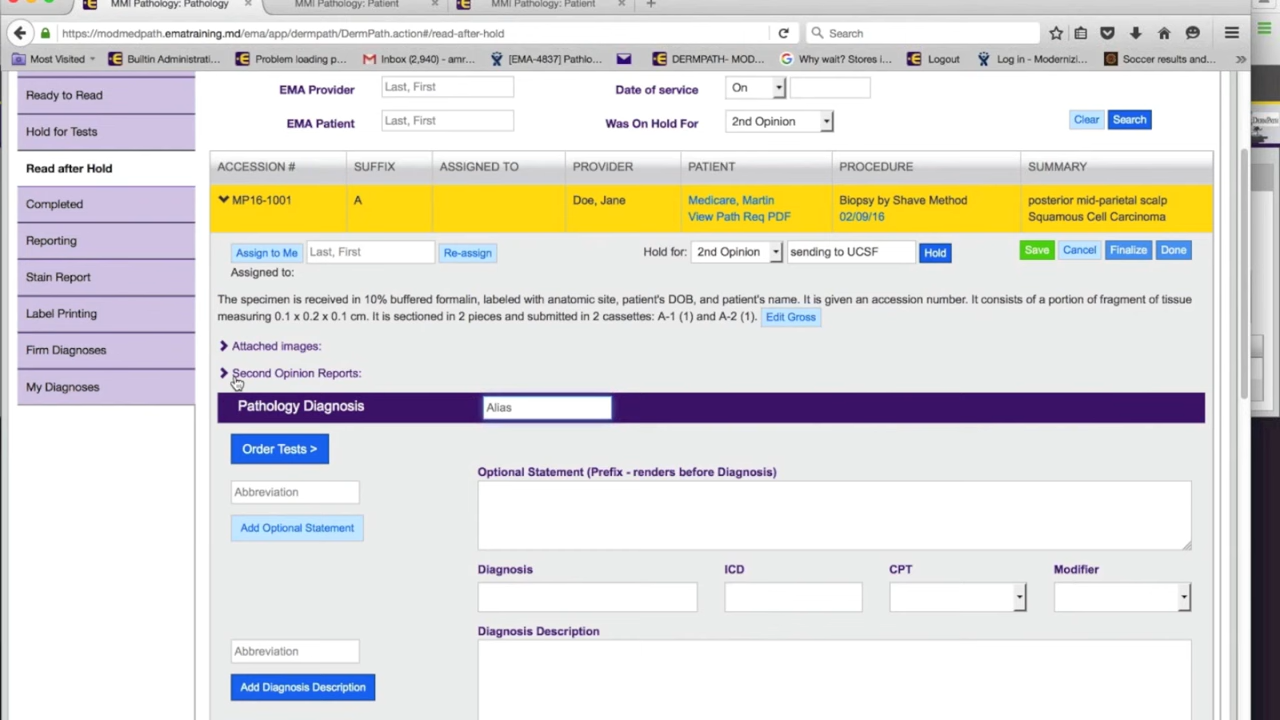 MMI Pathology: Pathology × MMI Pathology: Patient × MMI Pathology: Patient × +
https://modmedpath.ematraining.md/ema/app/dermpath/DermPath.action#/read-after-hold Search
Most Visited Builtin Administrati... Problem loading p... Inbox (2,940) - amr... [EMA-4837] Pathlo... DERMPATH- MOD... Why wait? Stores i... Logout Log in - Modernizi... Soccer results and... »
Ready to Read
Hold for Tests
Read after Hold
Completed
Reporting
Stain Report
Label Printing
Firm Diagnoses
My Diagnoses
EMA Provider Last, First Date of service On
EMA Patient Last, First Was On Hold For 2nd Opinion Clear Search
ACCESSION # SUFFIX ASSIGNED TO PROVIDER PATIENT PROCEDURE SUMMARY
MP16-1001 A Doe, Jane Medicare, Martin Biopsy by Shave Method posterior mid-parietal scalp
View Path Req PDF 02/09/16 Squamous Cell Carcinoma
Assign to Me Last, First Re-assign Hold for: 2nd Opinion sending to UCSF Hold Save Cancel Finalize Done
Assigned to:
The specimen is received in 10% buffered formalin, labeled with anatomic site, patient's DOB, and patient's name. It is given an accession number. It consists of a portion of fragment of tissue
measuring 0.1 x 0.2 x 0.1 cm. It is sectioned in 2 pieces and submitted in 2 cassettes: A-1 (1) and A-2 (1). Edit Gross
Attached images:
Second Opinion Reports:
Pathology Diagnosis Alias
Order Tests >
Optional Statement (Prefix - renders before Diagnosis)
Abbreviation
Add Optional Statement
Diagnosis ICD CPT Modifier
Diagnosis Description
Abbreviation
Add Diagnosis Description